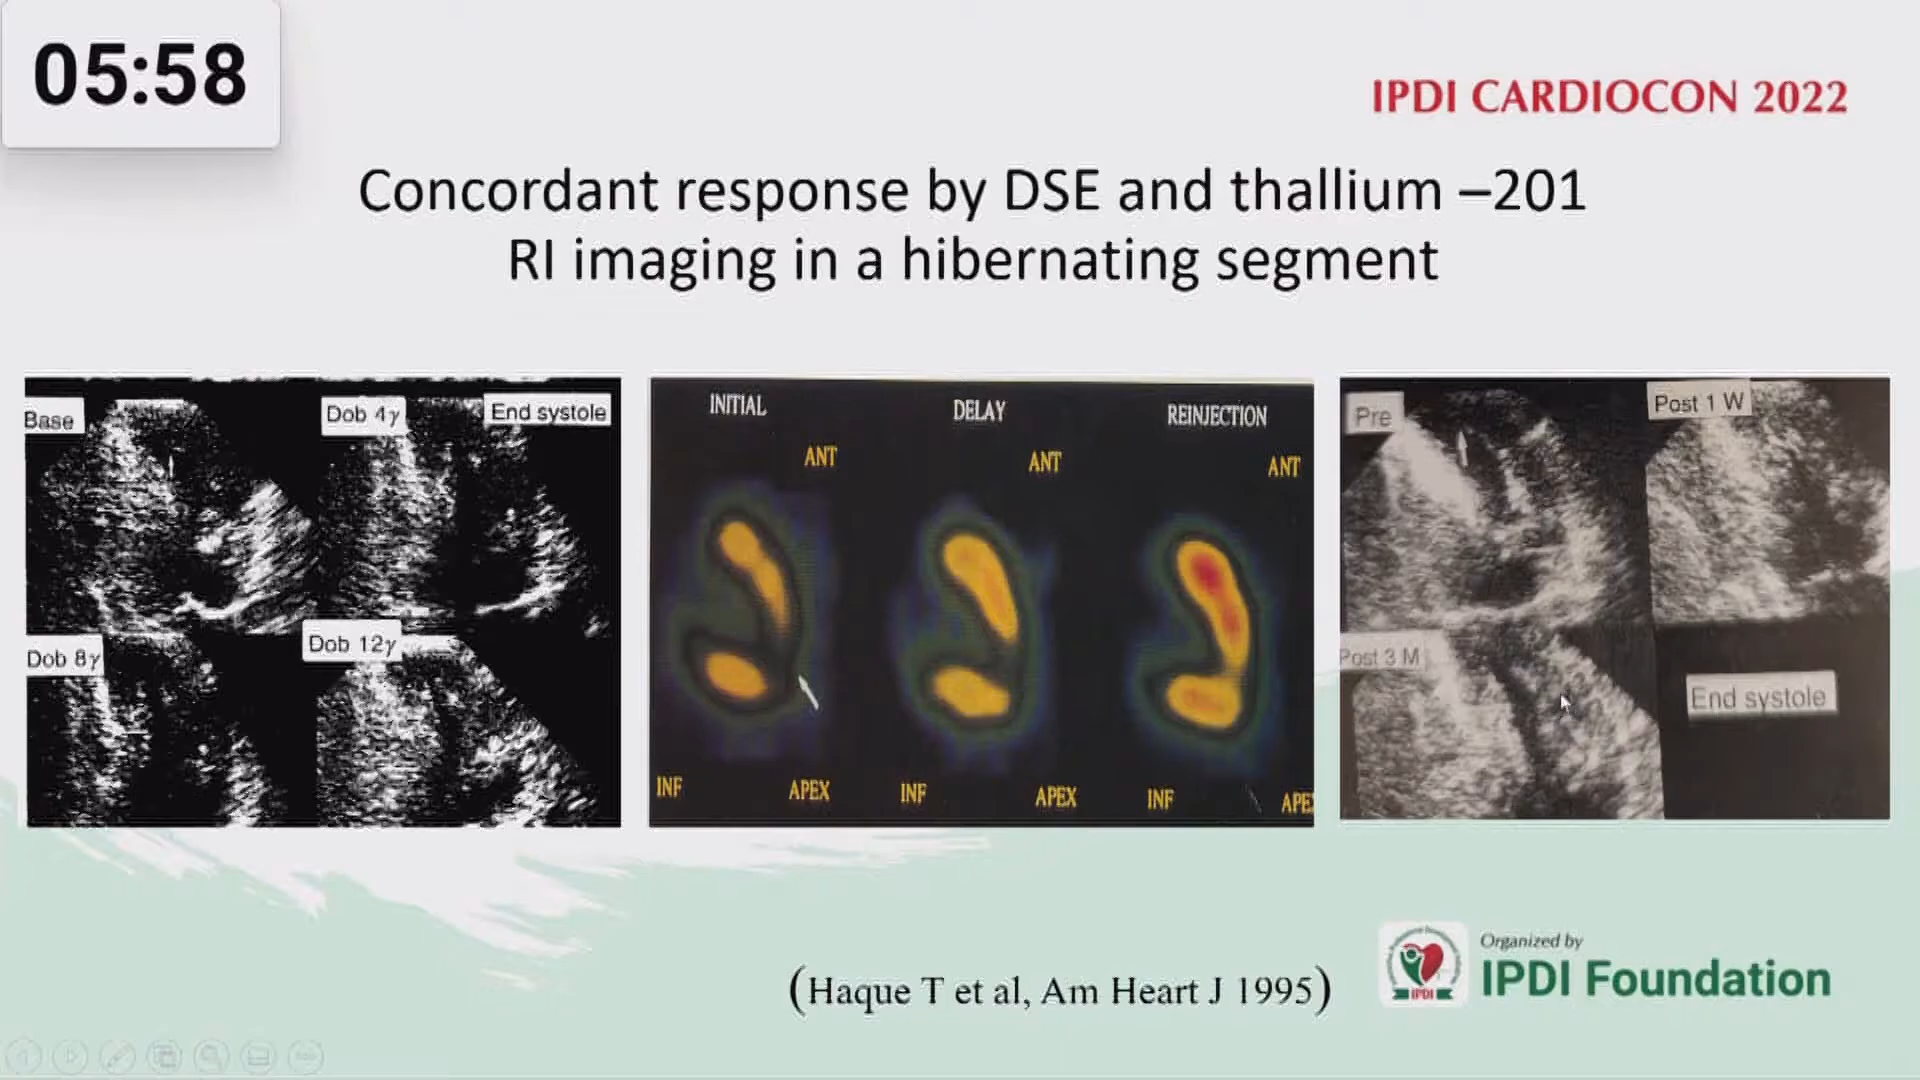 05:58
IPDI CARDIOCON 2022
Concordant response by DSE and thallium –201
RI imaging in a hibernating segment
Base
Dob 4γ
End systole
Dob 8γ
Dob 12γ
INITIAL
DELAY
REINJECTION
ANT
ANT
ANT
INF
APEX
INF
APEX
INF
APE
Pre
Post 1 W
Post 3 M
End systole
(Haque T et al, Am Heart J 1995)
Organized by
IPDI Foundation
IPDI